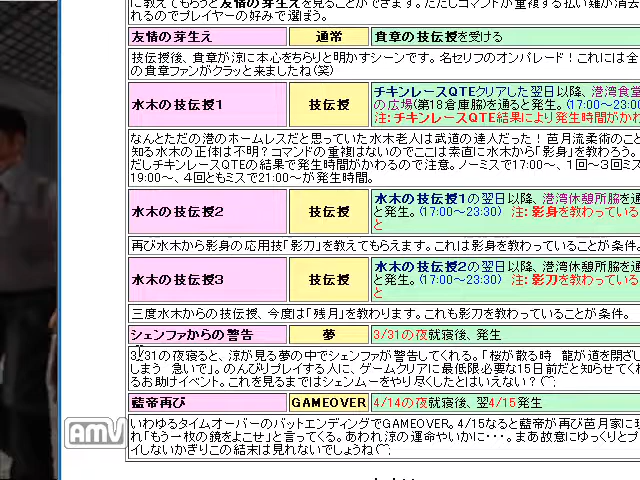 に教えてもらうと友情の芽生えを見ることができます。ただしコマンドが重複する払い難が消去
れるのでプレイヤーの好みで選ぼう。
友情の芽生え 通常 貴章の技伝授を受ける
技伝授後、貴章が涼に本心をちらりと明かすシーンです。名セリフのオンパレード！これには全
の貴章ファンがクラッと来ましたね(笑)
水木の技伝授1 技伝授 チキンレースQTEクリアした翌日以降、港湾食堂
の広場(第18倉庫脇)を通ると発生。(17:00～23:00
注: チキンレースQTE結果により発生時間がかわ
なんとただの港のホームレスだと思っていた水木老人は武道の達人だった！芭月流柔術のこと
知る水木の正体は不明？コマンドの重複はないのでここは素直に水木から「影身」を教わろう。
だしチキンレースQTEの結果で発生時間がかわるので注意。ノーミスで17:00～、１回～３回ミス
19:00～、４回ともミスで21:00～が発生時間。
水木の技伝授2 技伝授 水木の技伝授1の翌日以降、港湾休憩所脇を通
と発生。(17:00～23:30) 注: 影身を教わっている
と
再び水木から影身の応用技「影刀」を教えてもらえます。これは影身を教わっていることが条件。
水木の技伝授3 技伝授 水木の技伝授2の翌日以降、港湾休憩所脇を通
と発生。(17:00～23:30) 注: 影刀を教わっている
と
三度水木からの技伝授、今度は「残月」を教わります。これも影刀を教わっていることが条件。
シェンファからの警告 夢 3/31の夜就寝後、発生
3/31の夜寝ると、涼が見る夢の中でシェンファが警告してくれる。「桜が散る時　龍が道を閉ざし
しまう　急いで」。のんびりプレイする人に、ゲームクリアに最低限必要な15日前だと知らせてくれ
るお助けイベント。これを見るまではシェンムーをやり尽くしたとはいえない？(^^;
藍帝再び GAMEOVER 4/14の夜就寝後、翌4/15発生
いわゆるタイムオーバーのバットエンディングでGAMEOVER。4/15なると藍帝が再び芭月家に現
れ「もう一枚の鏡をよこせ」と言ってくる。あわれ涼の運命やいかに・・・。まあ故意にゆっくりとプ
イしないかぎりこの結末は見れないでしょうね(^^;
AMV